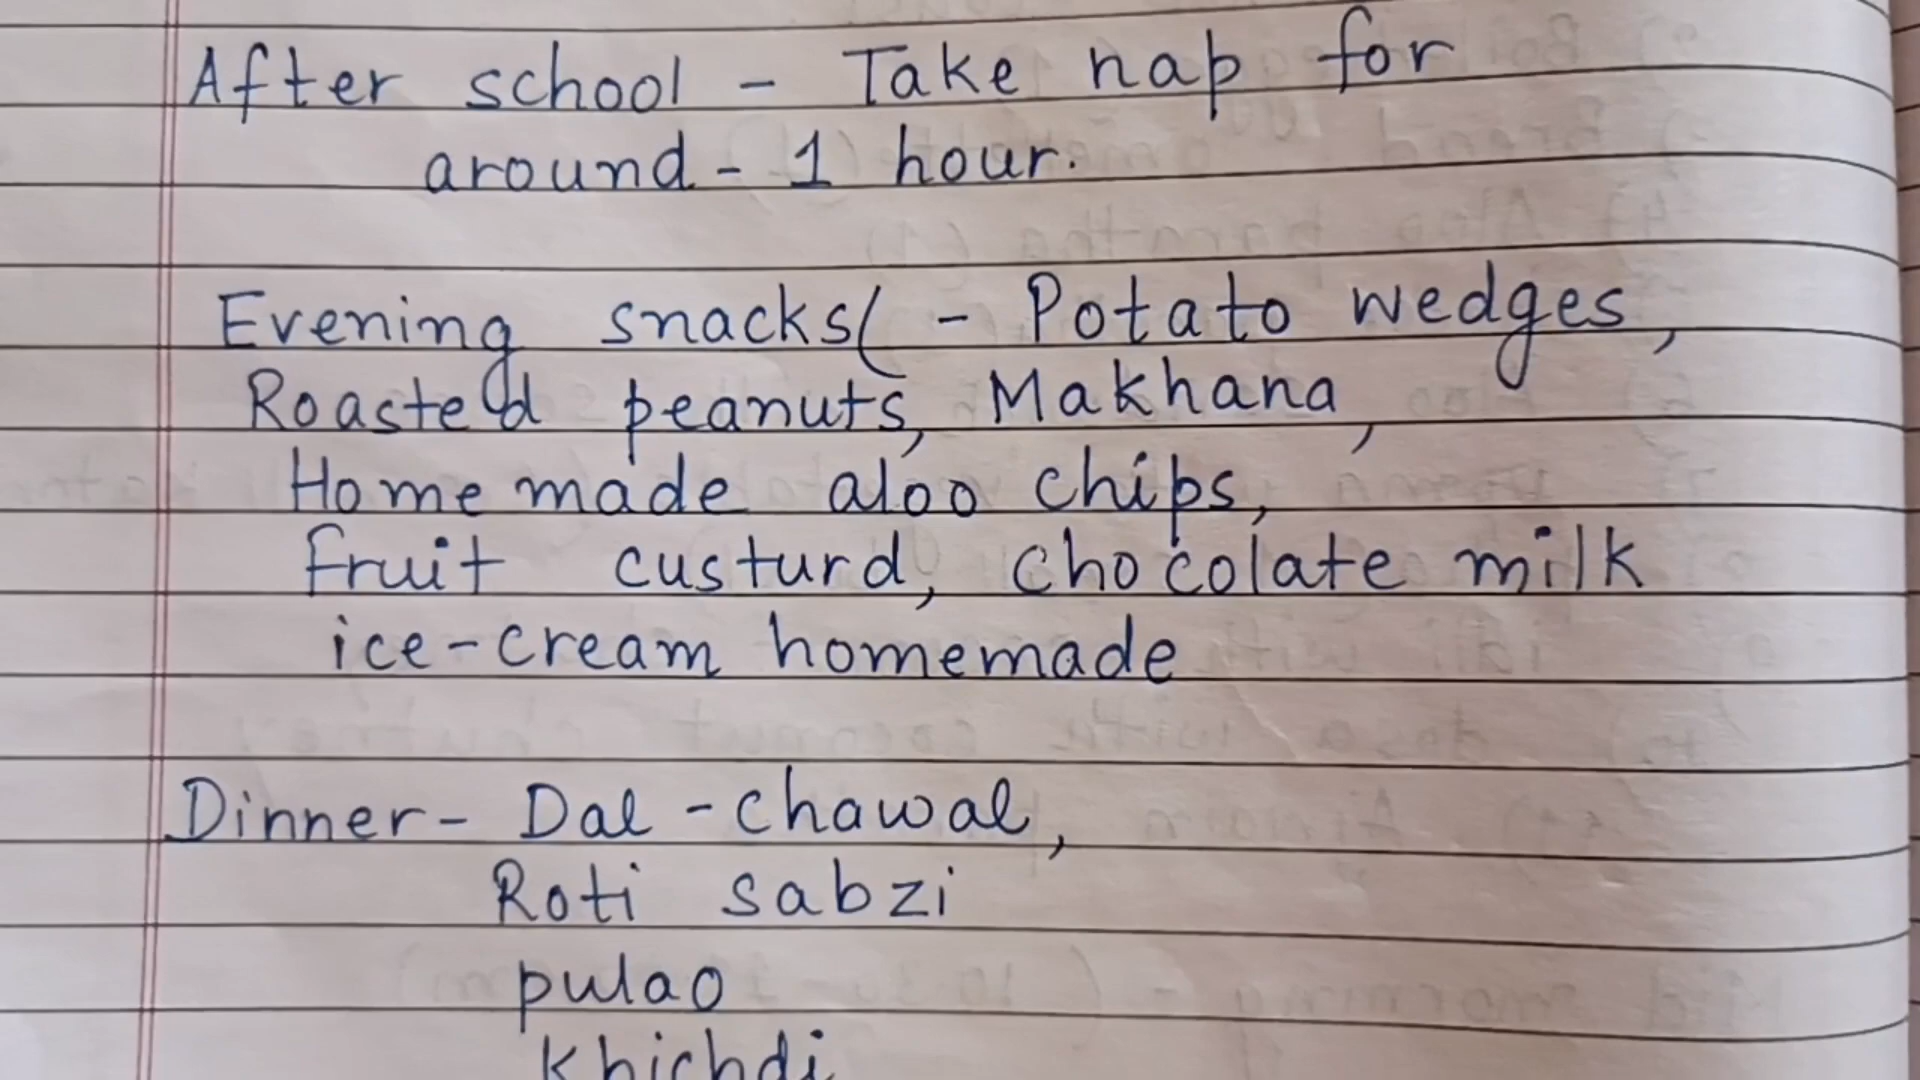 After school - Take nap for
around - 1 hour.
Evening snacks( - Potato wedges,
Roasted peanuts, Makhana,
Home made aloo chips,
fruit custurd, chocolate milk
ice-cream homemade
Dinner - Dal - chawal,
Roti sabzi
pulao
Khichdi